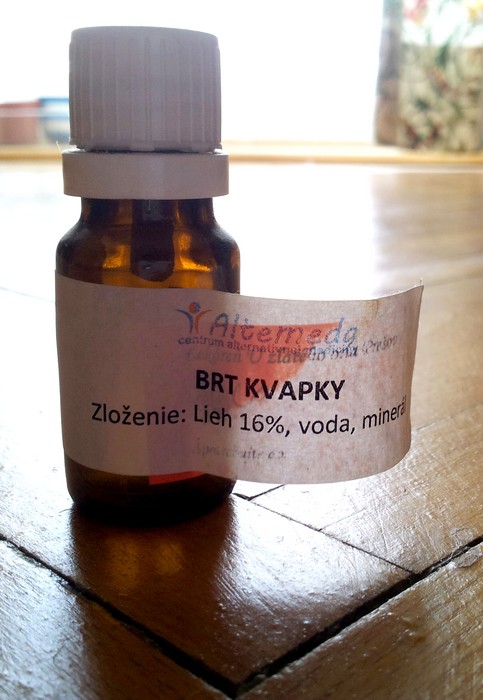 Altemeda
centrum alternatívnej
BRT KVAPKY
Zloženie: Lieh 16%, voda, minerál